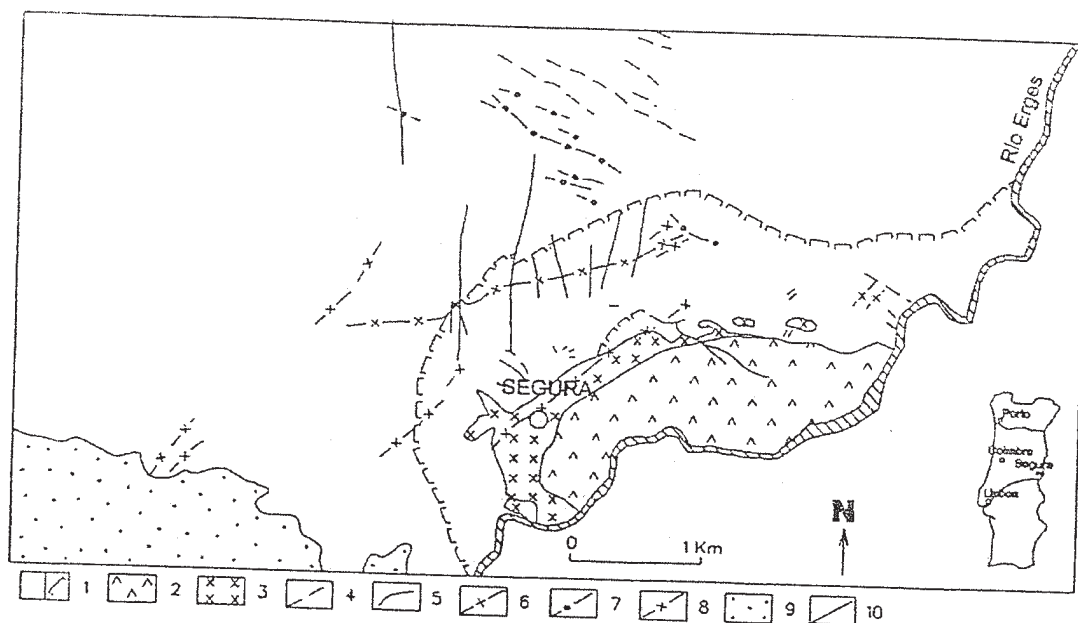 Rio Erges
SEGURA
Porto
Coimbra
Segura
Lisboa
N
0 1 Km
1 2 3 4 5 6 7 8 9 10